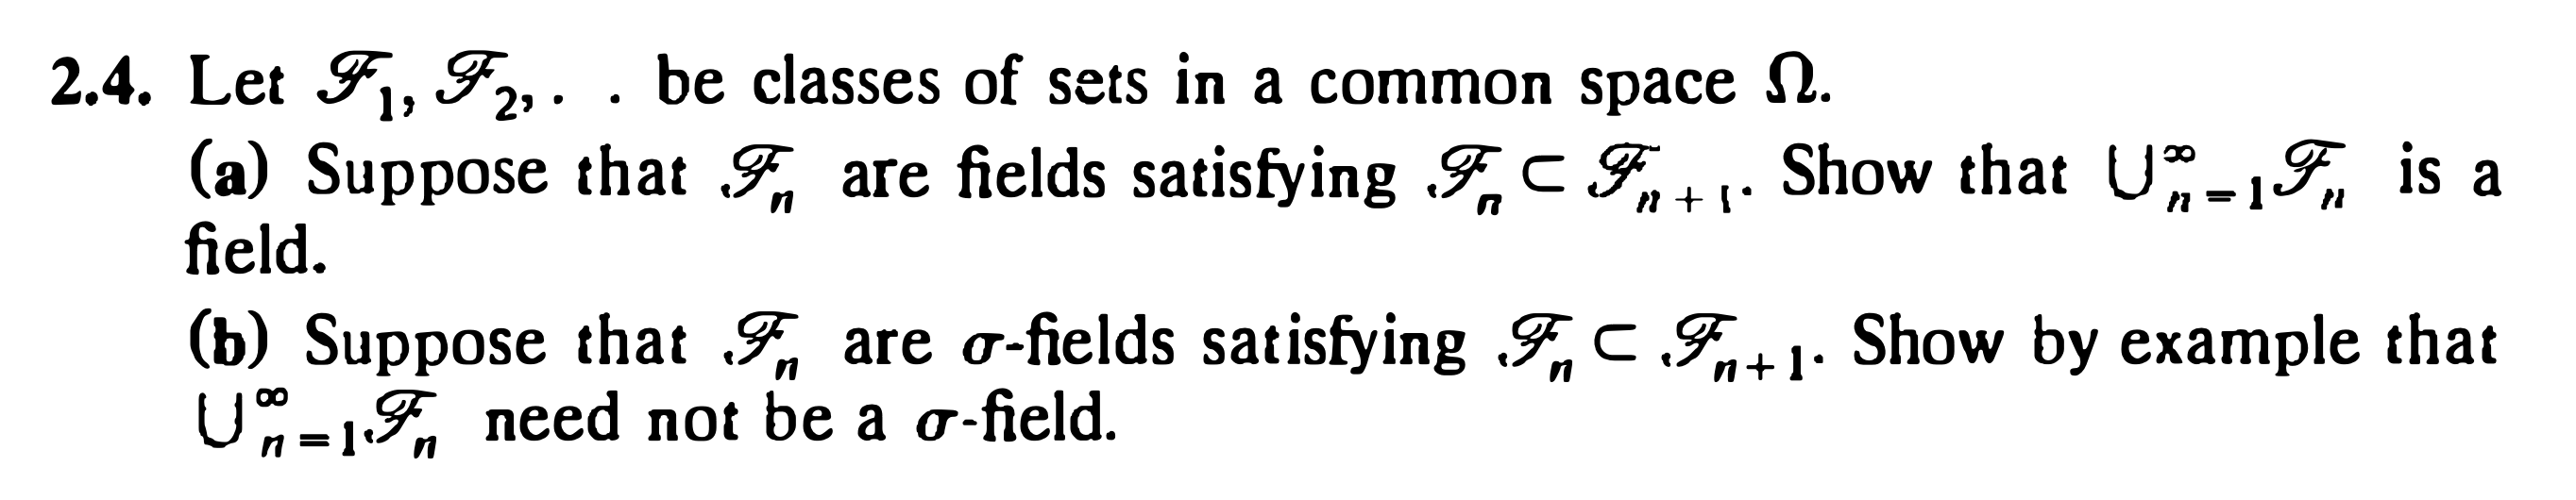 2.4. Let ℱ₁, ℱ₂, . . be classes of sets in a common space Ω.
(a) Suppose that ℱₙ are fields satisfying ℱₙ ⊂ ℱₙ₊₁. Show that ⋃ₙ₌₁^∞ ℱₙ is a
field.
(b) Suppose that ℱₙ are σ-fields satisfying ℱₙ ⊂ ℱₙ₊₁. Show by example that
⋃ₙ₌₁^∞ ℱₙ need not be a σ-field.